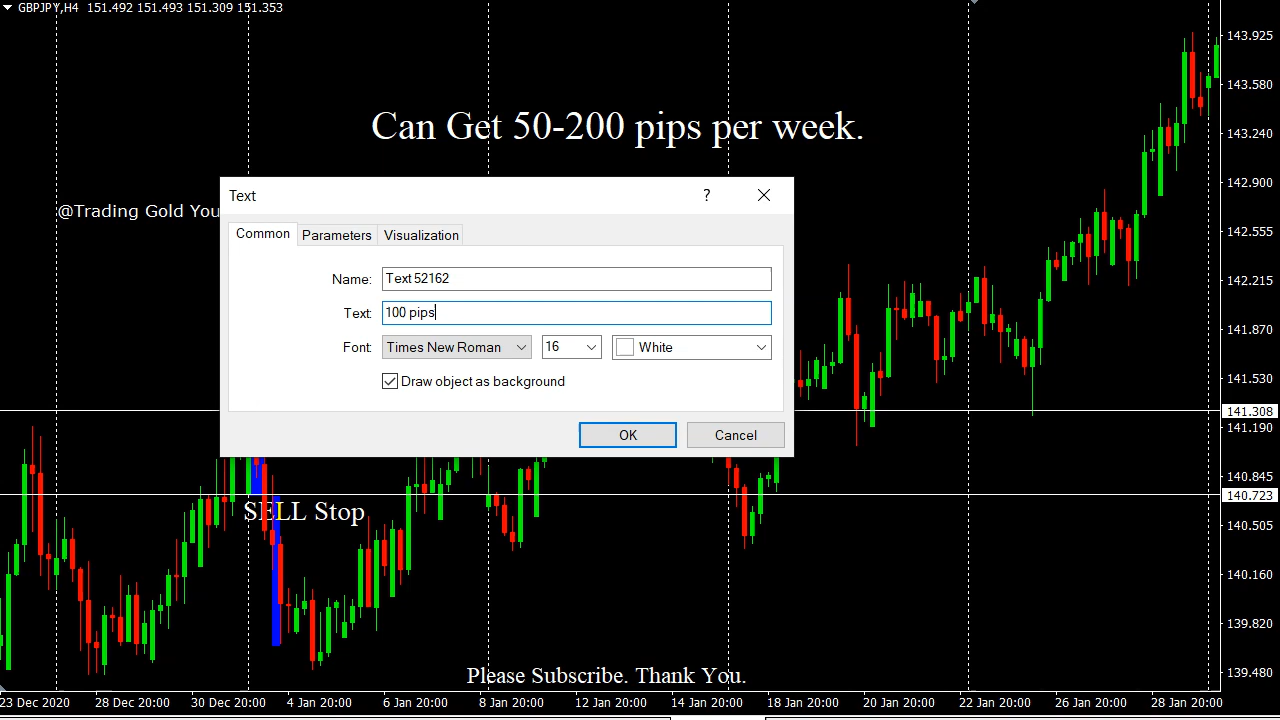 GBPJPY,H4 151.492 151.493 151.309 151.353
Can Get 50-200 pips per week.
@Trading Gold You
Text
?
Common Parameters Visualization
Name: Text 52162
Text: 100 pips
Font: Times New Roman 16 White
Draw object as background
OK Cancel
SELL Stop
Please Subscribe. Thank You.
143.925
143.580
143.240
142.900
142.555
142.215
141.870
141.530
141.308
141.190
140.845
140.723
140.505
140.160
139.820
139.480
23 Dec 2020 28 Dec 20:00 30 Dec 20:00 4 Jan 20:00 6 Jan 20:00 8 Jan 20:00 12 Jan 20:00 14 Jan 20:00 18 Jan 20:00 20 Jan 20:00 22 Jan 20:00 26 Jan 20:00 28 Jan 20:00